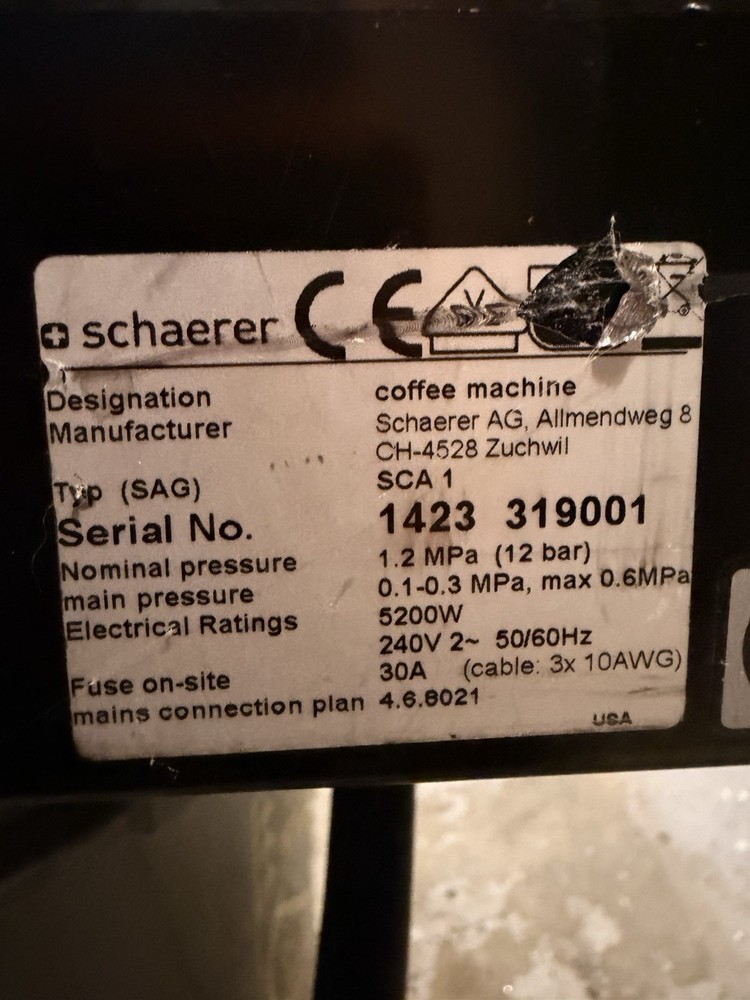 schaerer CE
Designation coffee machine
Manufacturer Schaerer AG, Allmendweg 8
CH-4528 Zuchwil
Typ (SAG) SCA 1
Serial No. 1423 319001
Nominal pressure 1.2 MPa (12 bar)
main pressure 0.1-0.3 MPa, max 0.6MPa
Electrical Ratings 5200W
240V 2~ 50/60Hz
Fuse on-site 30A (cable: 3x 10AWG)
mains connection plan 4.6.8021
USA